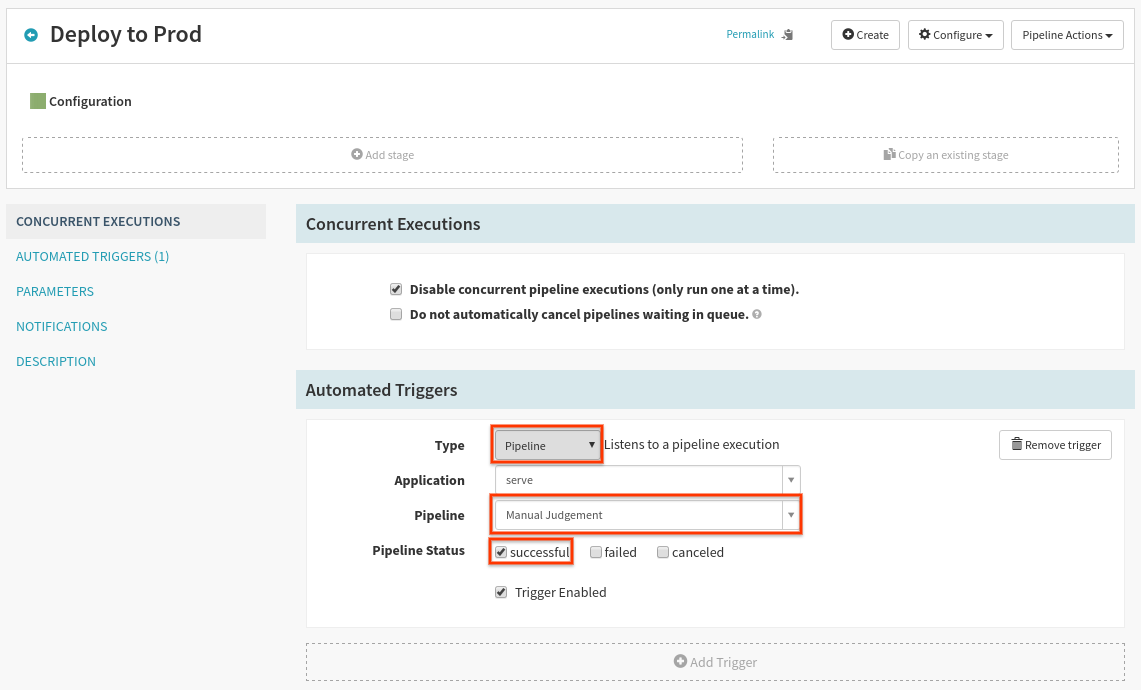 Deploy to Prod
Permalink
Create
Configure
Pipeline Actions
Configuration
Add stage
Copy an existing stage
CONCURRENT EXECUTIONS
AUTOMATED TRIGGERS (1)
PARAMETERS
NOTIFICATIONS
DESCRIPTION
Concurrent Executions
Disable concurrent pipeline executions (only run one at a time).
Do not automatically cancel pipelines waiting in queue.
Automated Triggers
Type Pipeline Listens to a pipeline execution Remove trigger
Application serve
Pipeline Manual Judgement
Pipeline Status successful failed canceled
Trigger Enabled
Add Trigger